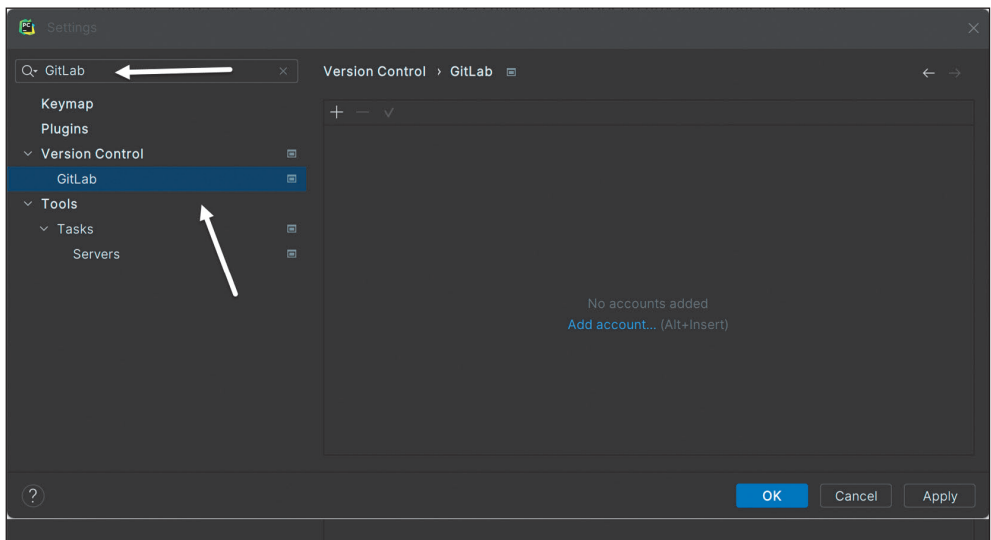 PC
Settings
GitLab
Version Control › GitLab
Keymap
Plugins
Version Control
GitLab
Tools
Tasks
Servers
No accounts added
Add account... (Alt+Insert)
?
OK
Cancel
Apply